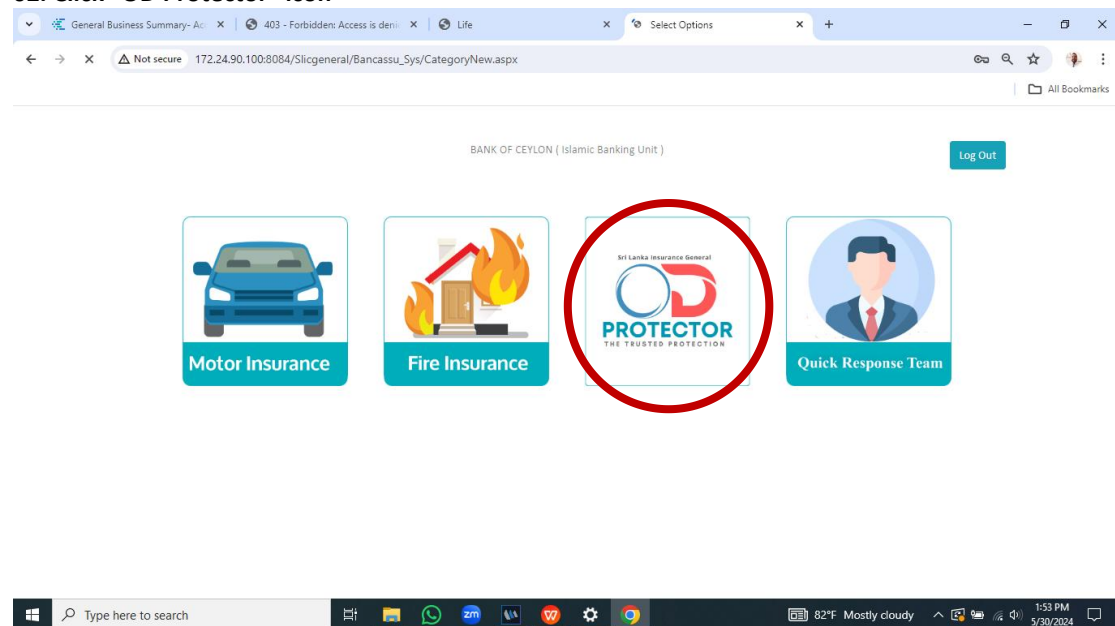 General Business Summary- Ac
403 - Forbidden: Access is deni
Life
Select Options
Not secure 172.24.90.100:8084/Slicgeneral/Bancassu_Sys/CategoryNew.aspx
All Bookmarks
BANK OF CEYLON ( Islamic Banking Unit )
Log Out
Motor Insurance
Fire Insurance
Sri Lanka Insurance General
OD
PROTECTOR
THE TRUSTED PROTECTION
Quick Response Team
Type here to search
zm
82°F Mostly cloudy
1:53 PM
5/30/2024